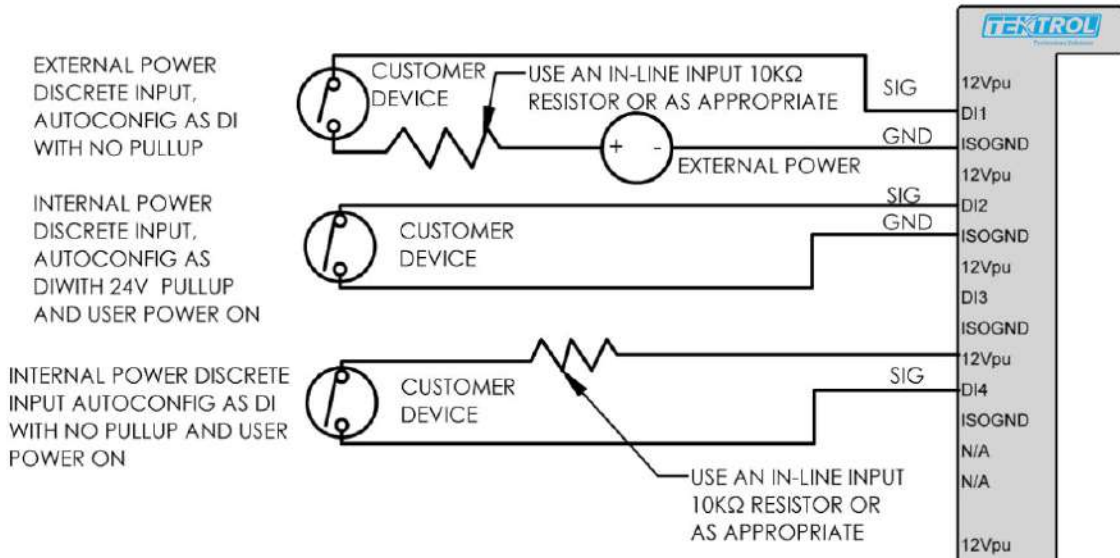 TEKTROL
EXTERNAL POWER
DISCRETE INPUT,
AUTOCONFIG AS DI
WITH NO PULLUP
CUSTOMER
DEVICE
USE AN IN-LINE INPUT 10KΩ
RESISTOR OR AS APPROPRIATE
+ -
EXTERNAL POWER
SIG
GND
INTERNAL POWER
DISCRETE INPUT,
AUTOCONFIG AS
DIWITH 24V PULLUP
AND USER POWER ON
CUSTOMER
DEVICE
SIG
GND
INTERNAL POWER DISCRETE
INPUT AUTOCONFIG AS DI
WITH NO PULLUP AND USER
POWER ON
CUSTOMER
DEVICE
SIG
USE AN IN-LINE INPUT
10KΩ RESISTOR OR
AS APPROPRIATE
12Vpu
DI1
ISOGND
12Vpu
DI2
ISOGND
12Vpu
DI3
ISOGND
12Vpu
DI4
ISOGND
N/A
N/A
12Vpu